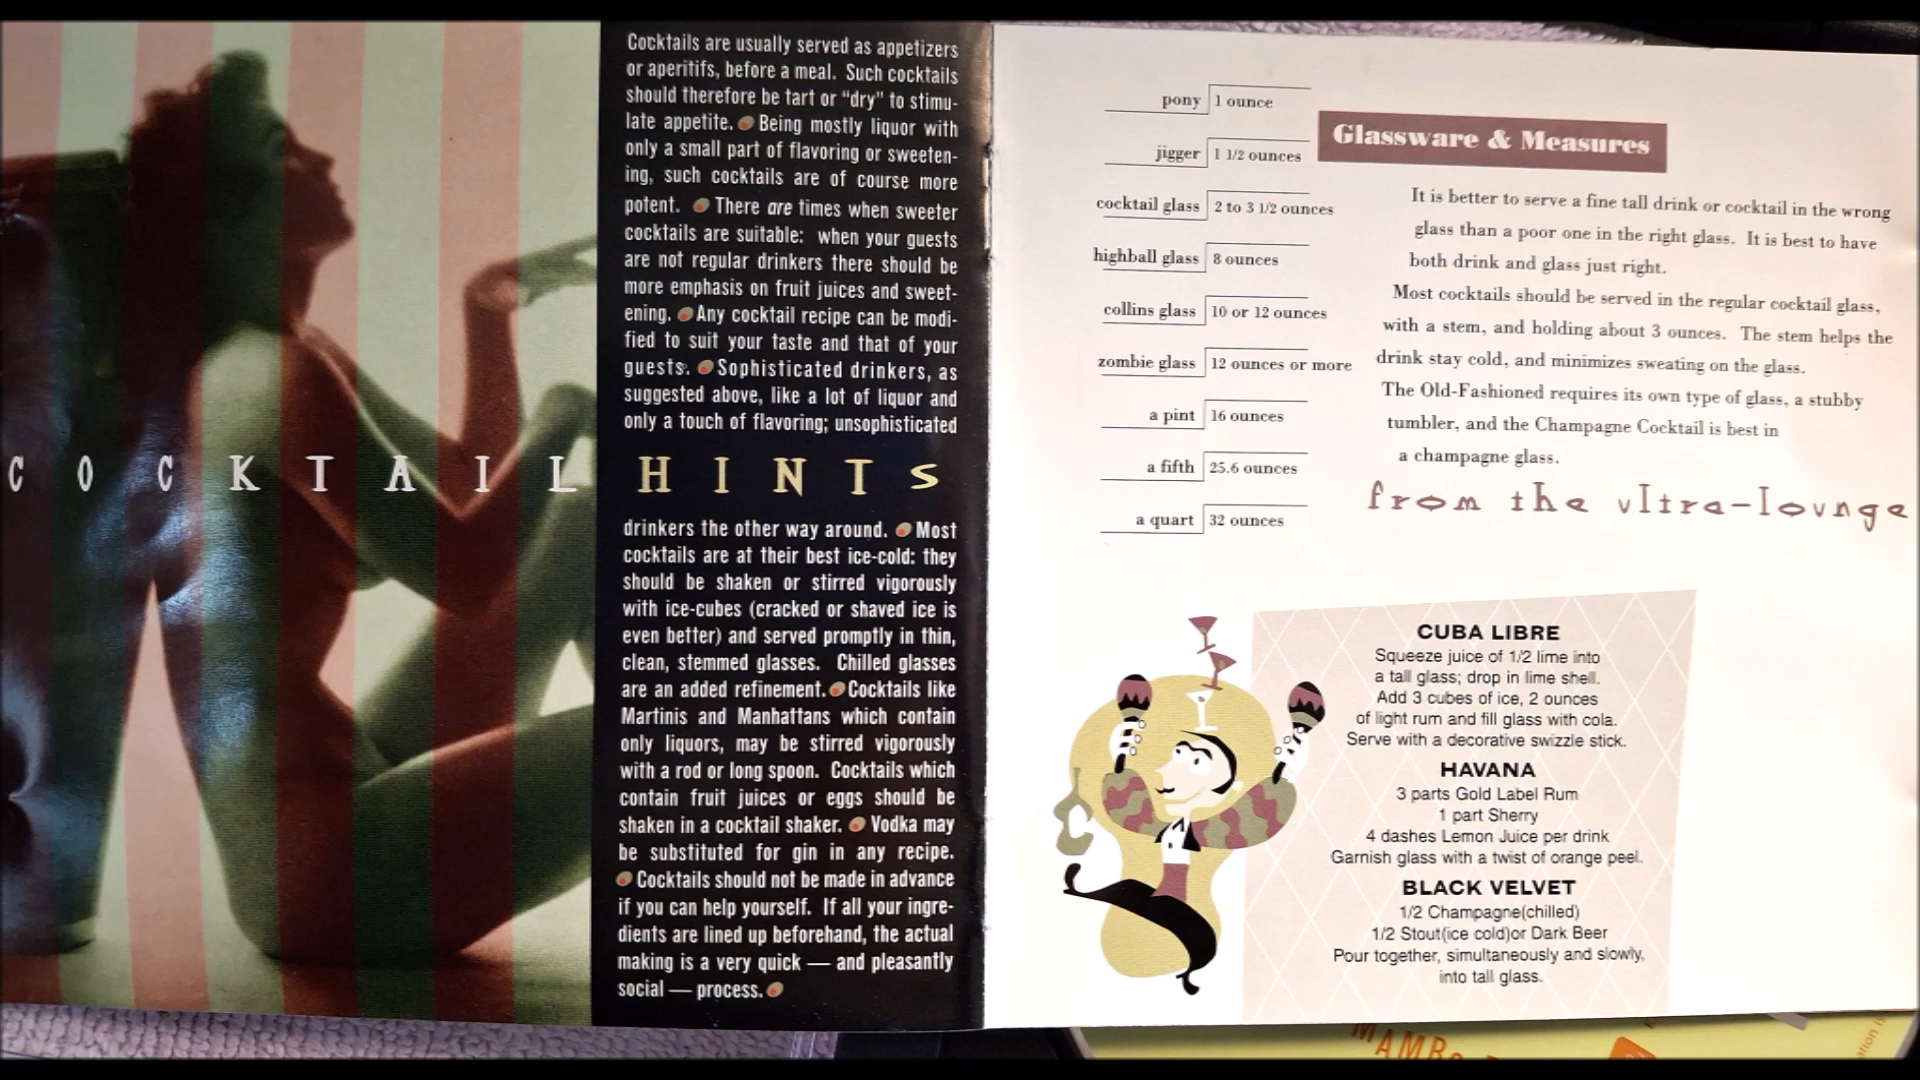 Cocktails are usually served as appetizers
or aperitifs, before a meal. Such cocktails
should therefore be tart or “dry” to stimu-
late appetite. Being mostly liquor with
only a small part of flavoring or sweeten-
ing, such cocktails are of course more
potent. There are times when sweeter
cocktails are suitable: when your guests
are not regular drinkers there should be
more emphasis on fruit juices and sweet-
ening. Any cocktail recipe can be modi-
fied to suit your taste and that of your
guests. Sophisticated drinkers, as
suggested above, like a lot of liquor and
only a touch of flavoring; unsophisticated
COCKTAIL HINTS
drinkers the other way around. Most
cocktails are at their best ice-cold: they
should be shaken or stirred vigorously
with ice-cubes (cracked or shaved ice is
even better) and served promptly in thin,
clean, stemmed glasses. Chilled glasses
are an added refinement. Cocktails like
Martinis and Manhattans which contain
only liquors, may be stirred vigorously
with a rod or long spoon. Cocktails which
contain fruit juices or eggs should be
shaken in a cocktail shaker. Vodka may
be substituted for gin in any recipe.
Cocktails should not be made in advance
if you can help yourself. If all your ingre-
dients are lined up beforehand, the actual
making is a very quick — and pleasantly
social — process.
pony 1 ounce
jigger 1 1/2 ounces
cocktail glass 2 to 3 1/2 ounces
highball glass 8 ounces
collins glass 10 or 12 ounces
zombie glass 12 ounces or more
a pint 16 ounces
a fifth 25.6 ounces
a quart 32 ounces
Glassware & Measures
It is better to serve a fine tall drink or cocktail in the wrong
glass than a poor one in the right glass. It is best to have
both drink and glass just right.
Most cocktails should be served in the regular cocktail glass,
with a stem, and holding about 3 ounces. The stem helps the
drink stay cold, and minimizes sweating on the glass.
The Old-Fashioned requires its own type of glass, a stubby
tumbler, and the Champagne Cocktail is best in
a champagne glass.
from the ultra-lounge
CUBA LIBRE
Squeeze juice of 1/2 lime into
a tall glass; drop in lime shell.
Add 3 cubes of ice, 2 ounces
of light rum and fill glass with cola.
Serve with a decorative swizzle stick.
HAVANA
3 parts Gold Label Rum
1 part Sherry
4 dashes Lemon Juice per drink
Garnish glass with a twist of orange peel.
BLACK VELVET
1/2 Champagne(chilled)
1/2 Stout(ice cold)or Dark Beer
Pour together, simultaneously and slowly,
into tall glass.
MAMBO